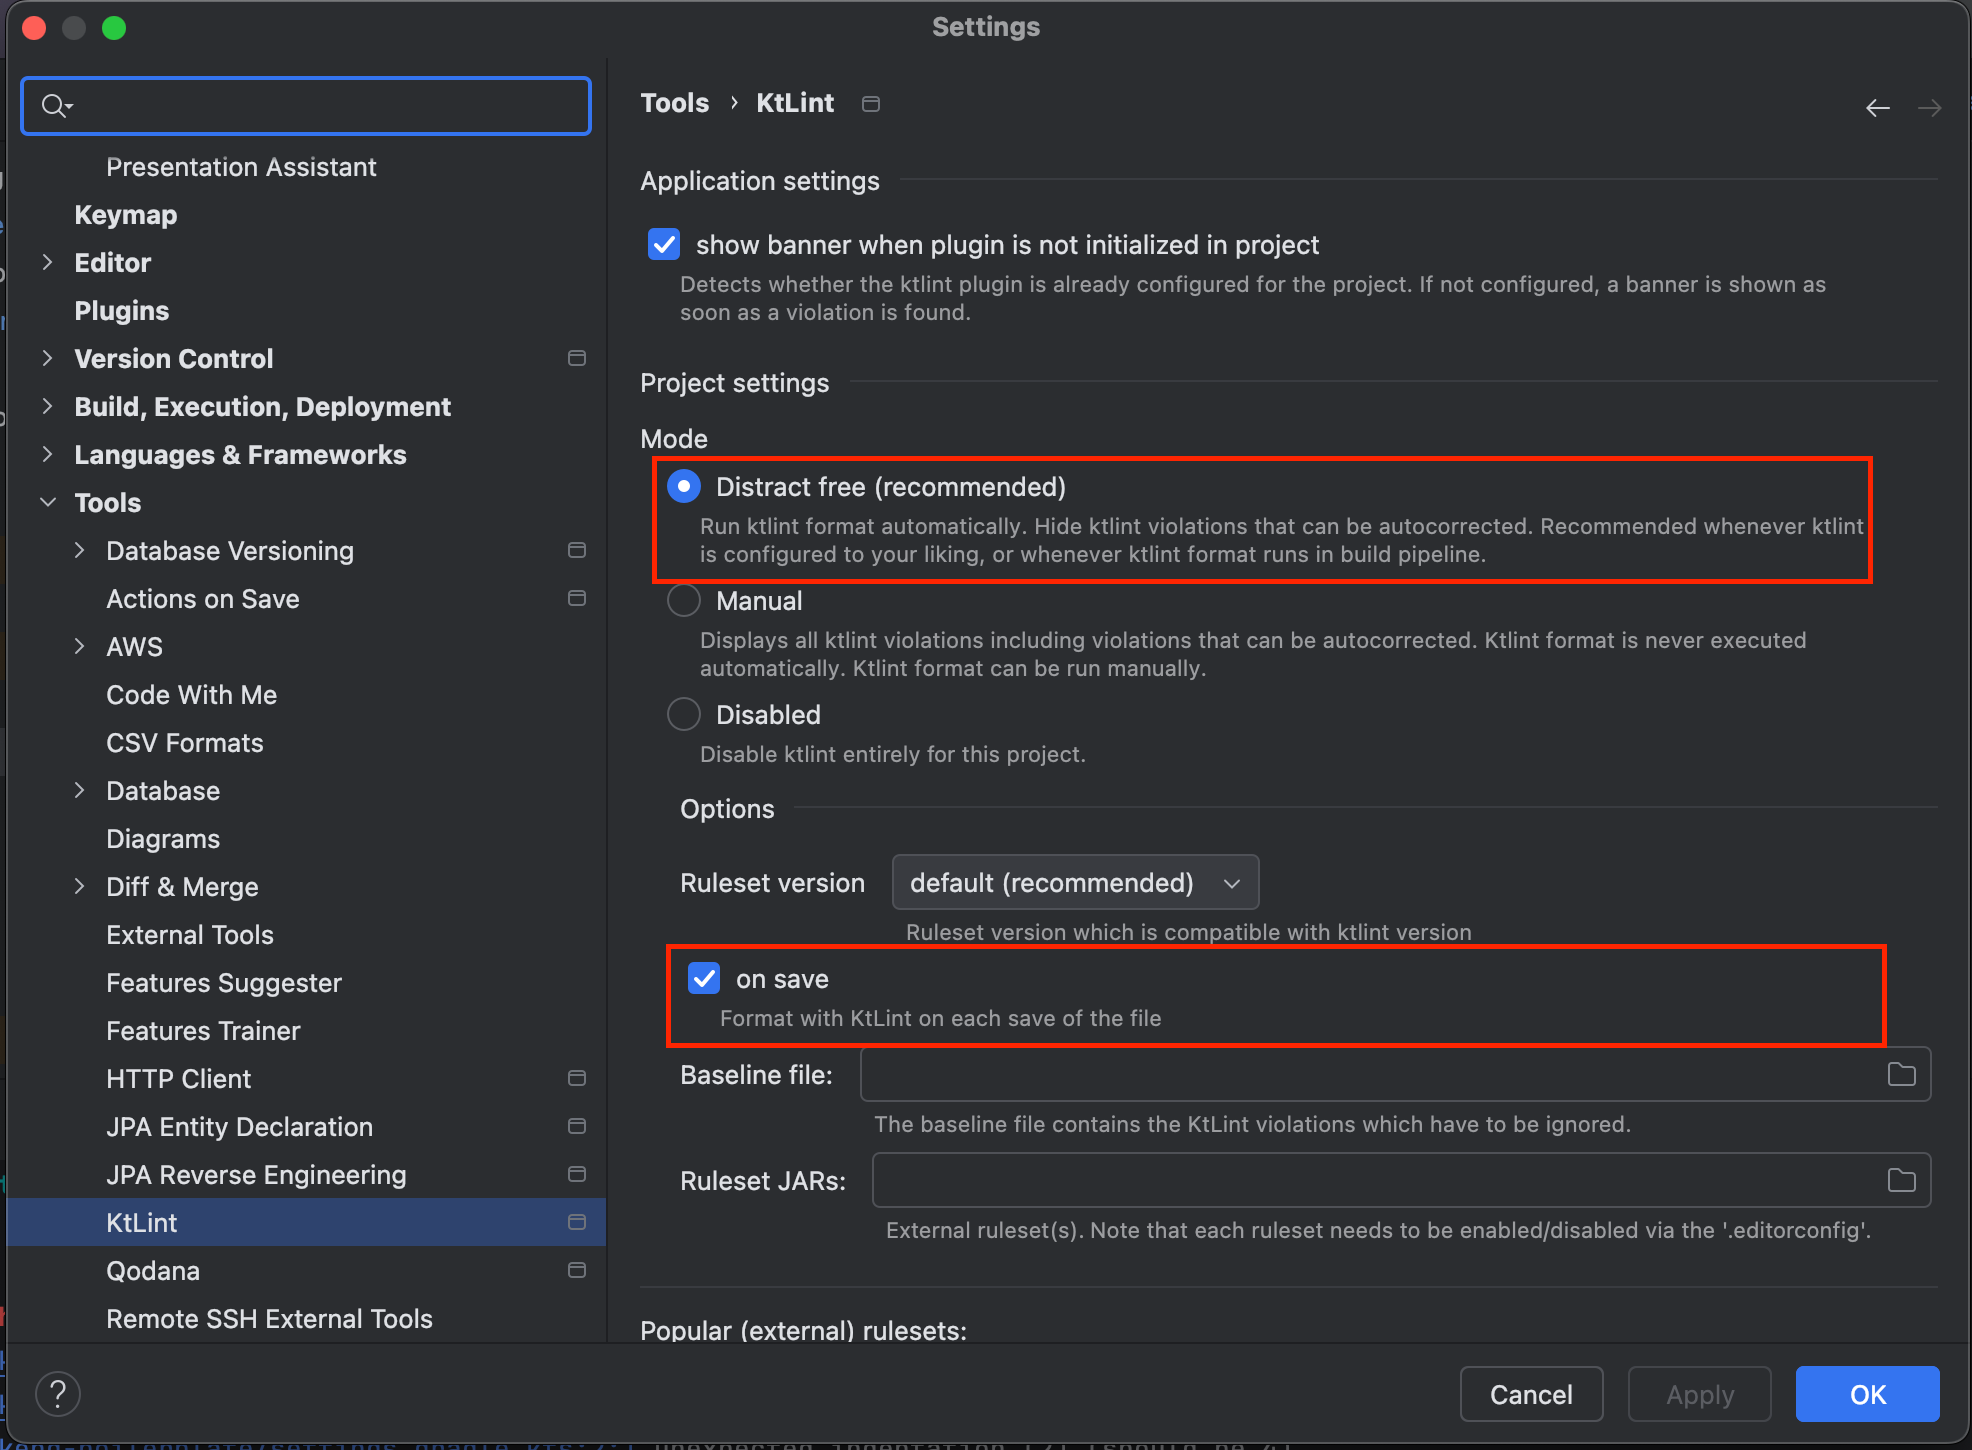 Settings
Presentation Assistant
Keymap
Editor
Plugins
Version Control
Build, Execution, Deployment
Languages & Frameworks
Tools
Database Versioning
Actions on Save
AWS
Code With Me
CSV Formats
Database
Diagrams
Diff & Merge
External Tools
Features Suggester
Features Trainer
HTTP Client
JPA Entity Declaration
JPA Reverse Engineering
KtLint
Qodana
Remote SSH External Tools
Tools › KtLint
Application settings
show banner when plugin is not initialized in project
Detects whether the ktlint plugin is already configured for the project. If not configured, a banner is shown as
soon as a violation is found.
Project settings
Mode
Distract free (recommended)
Run ktlint format automatically. Hide ktlint violations that can be autocorrected. Recommended whenever ktlint
is configured to your liking, or whenever ktlint format runs in build pipeline.
Manual
Displays all ktlint violations including violations that can be autocorrected. Ktlint format is never executed
automatically. Ktlint format can be run manually.
Disabled
Disable ktlint entirely for this project.
Options
Ruleset version default (recommended)
Ruleset version which is compatible with ktlint version
on save
Format with KtLint on each save of the file
Baseline file:
The baseline file contains the KtLint violations which have to be ignored.
Ruleset JARs:
External ruleset(s). Note that each ruleset needs to be enabled/disabled via the '.editorconfig'.
Popular (external) rulesets:
?
Cancel Apply OK